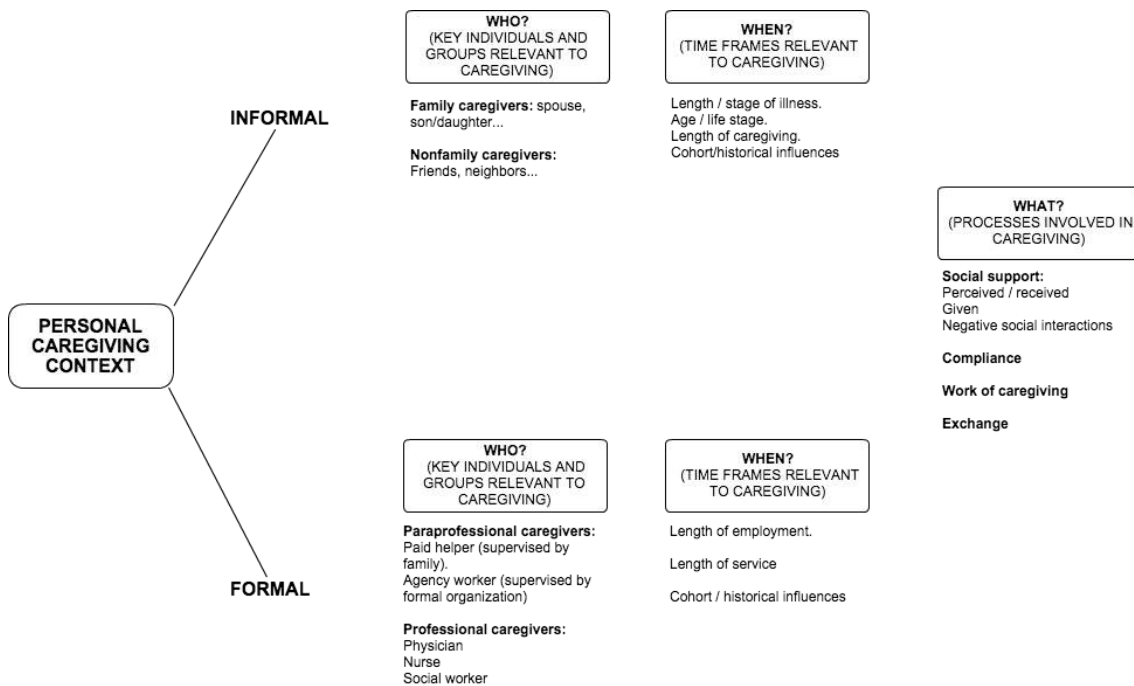 WHO?
(KEY INDIVIDUALS AND
GROUPS RELEVANT TO
CAREGIVING)
WHEN?
(TIME FRAMES RELEVANT
TO CAREGIVING)
INFORMAL
Family caregivers: spouse,
son/daughter...
Nonfamily caregivers:
Friends, neighbors...
Length / stage of illness.
Age / life stage.
Length of caregiving.
Cohort/historical influences
WHAT?
(PROCESSES INVOLVED IN
CAREGIVING)
Social support:
Perceived / received
Given
Negative social interactions
Compliance
Work of caregiving
Exchange
PERSONAL
CAREGIVING
CONTEXT
WHO?
(KEY INDIVIDUALS AND
GROUPS RELEVANT TO
CAREGIVING)
WHEN?
(TIME FRAMES RELEVANT
TO CAREGIVING)
FORMAL
Paraprofessional caregivers:
Paid helper (supervised by
family).
Agency worker (supervised by
formal organization)
Professional caregivers:
Physician
Nurse
Social worker
Length of employment.
Length of service
Cohort / historical influences